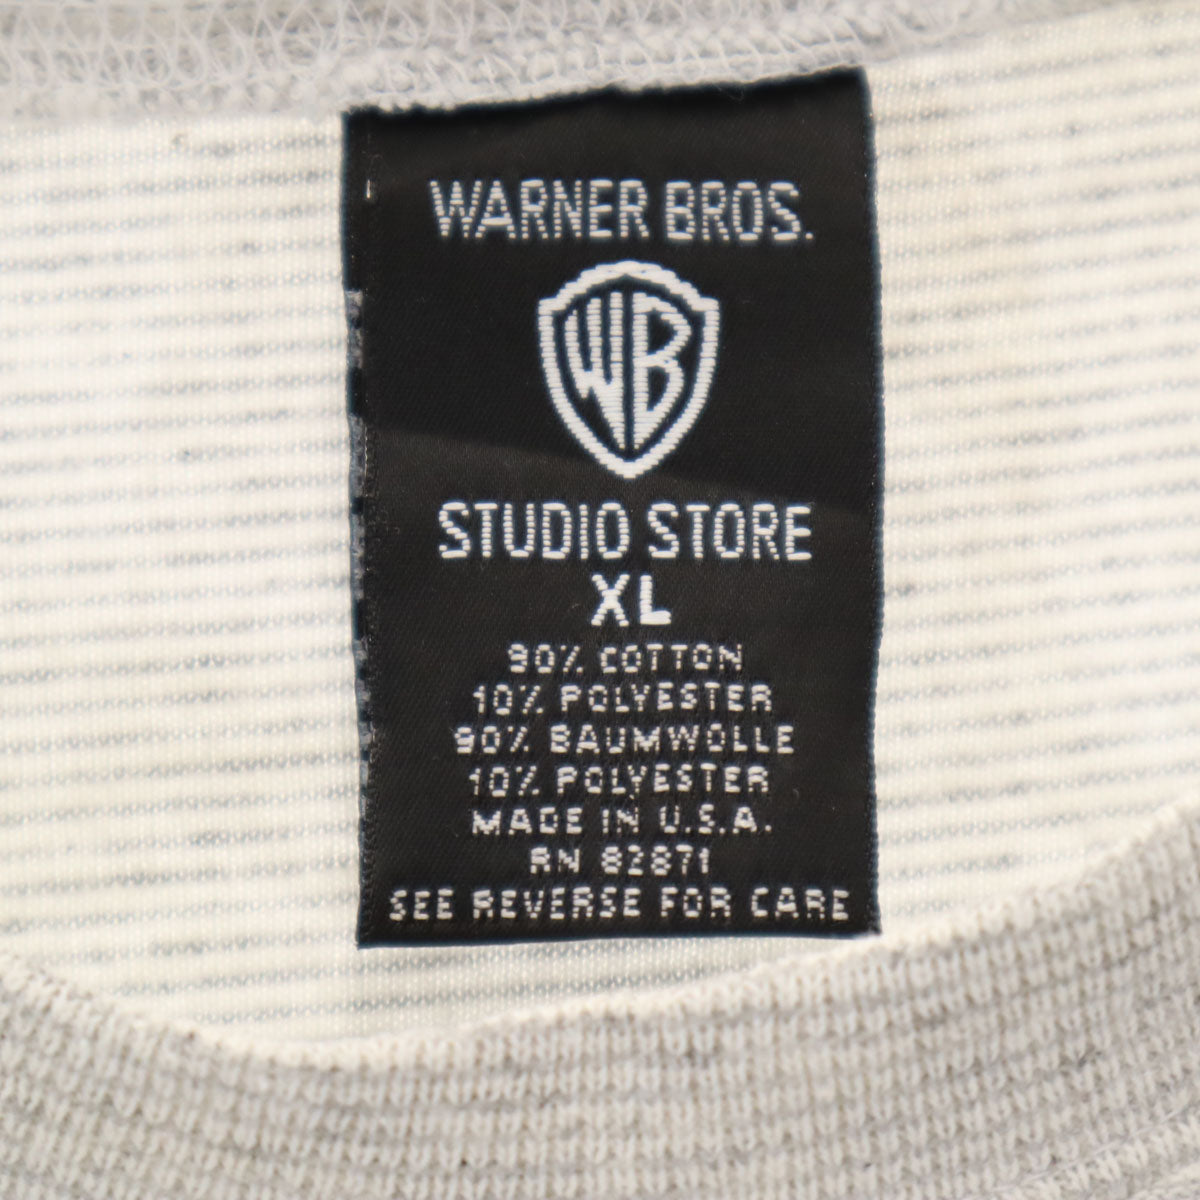 WARNER BROS.
WB
STUDIO STORE
XL
90% COTTON
10% POLYESTER
90% BAUMWOLLE
10% POLYESTER
MADE IN U.S.A.
RN 82871
SEE REVERSE FOR CARE